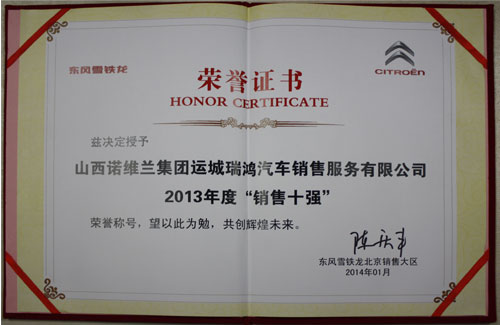 东风雪铁龙
CITROËN
荣誉证书
HONOR CERTIFICATE
兹决定授予
山西诺维兰集团运城瑞鸿汽车销售服务有限公司
2013年度“销售十强”
荣誉称号，望以此为勉，共创辉煌未来。
陈庆丰
东风雪铁龙北京销售大区
2014年01月